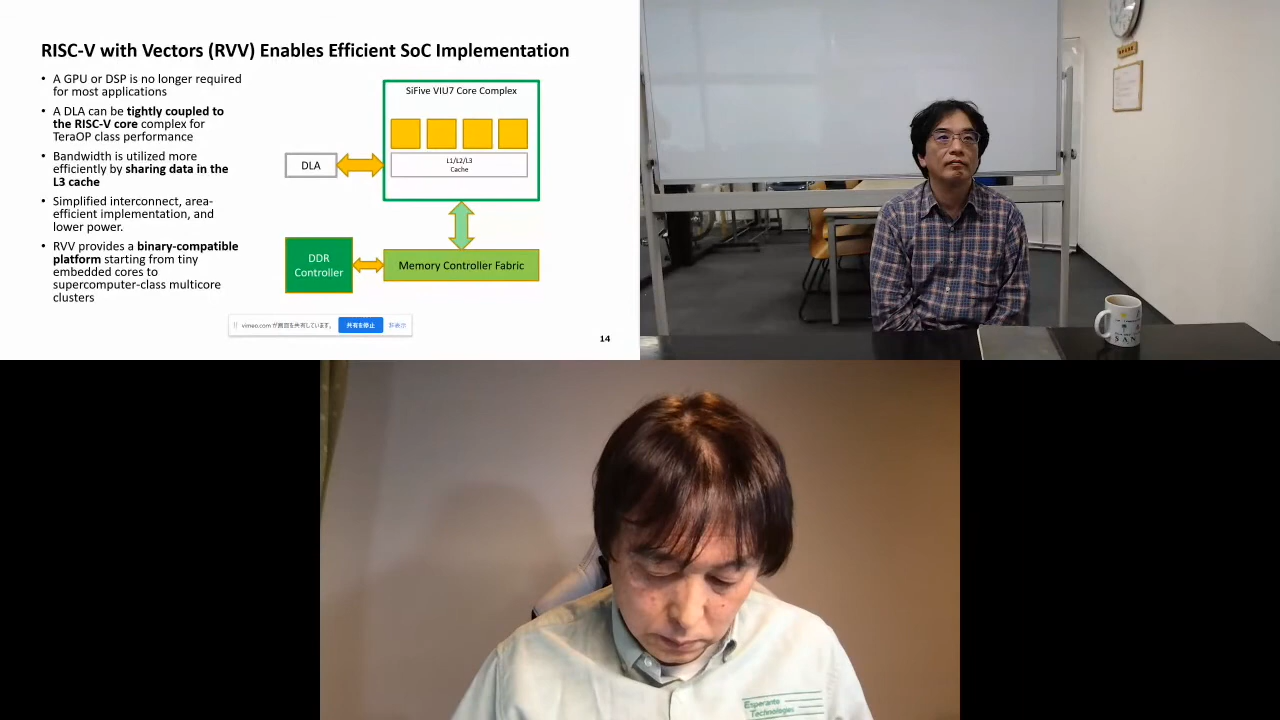 RISC-V with Vectors (RVV) Enables Efficient SoC Implementation
• A GPU or DSP is no longer required
for most applications
• A DLA can be tightly coupled to
the RISC-V core complex for
TeraOP class performance
• Bandwidth is utilized more
efficiently by sharing data in the
L3 cache
• Simplified interconnect, area-
efficient implementation, and
lower power.
• RVV provides a binary-compatible
platform starting from tiny
embedded cores to
supercomputer-class multicore
clusters
SiFive VIU7 Core Complex
L1/L2/L3
Cache
DLA
DDR
Controller
Memory Controller Fabric
vimeo.com が画面を共有しています。
共有を停止
非表示
14
Esperanto
Technologies